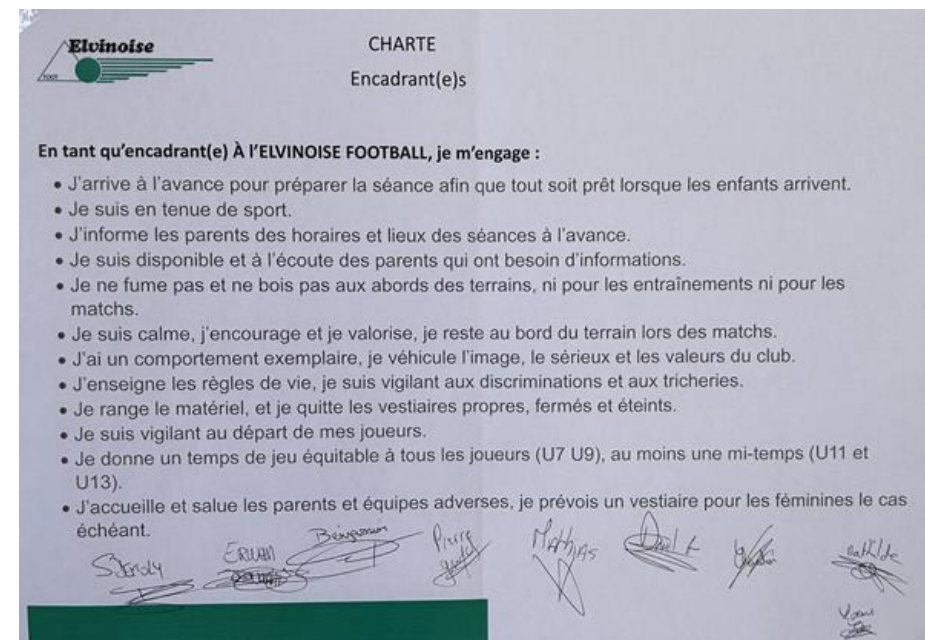 Elvinoise
FOOT
CHARTE
Encadrant(e)s
En tant qu'encadrant(e) À l'ELVINOISE FOOTBALL, je m'engage :
• J'arrive à l'avance pour préparer la séance afin que tout soit prêt lorsque les enfants arrivent.
• Je suis en tenue de sport.
• J'informe les parents des horaires et lieux des séances à l'avance.
• Je suis disponible et à l'écoute des parents qui ont besoin d'informations.
• Je ne fume pas et ne bois pas aux abords des terrains, ni pour les entraînements ni pour les
matchs.
• Je suis calme, j'encourage et je valorise, je reste au bord du terrain lors des matchs.
• J'ai un comportement exemplaire, je véhicule l'image, le sérieux et les valeurs du club.
• J'enseigne les règles de vie, je suis vigilant aux discriminations et aux tricheries.
• Je range le matériel, et je quitte les vestiaires propres, fermés et éteints.
• Je suis vigilant au départ de mes joueurs.
• Je donne un temps de jeu équitable à tous les joueurs (U7 U9), au moins une mi-temps (U11 et
U13).
• J'accueille et salue les parents et équipes adverses, je prévois un vestiaire pour les féminines le cas
échéant.
ERWAN Benjamin Pierre MATHIAS Mathilde